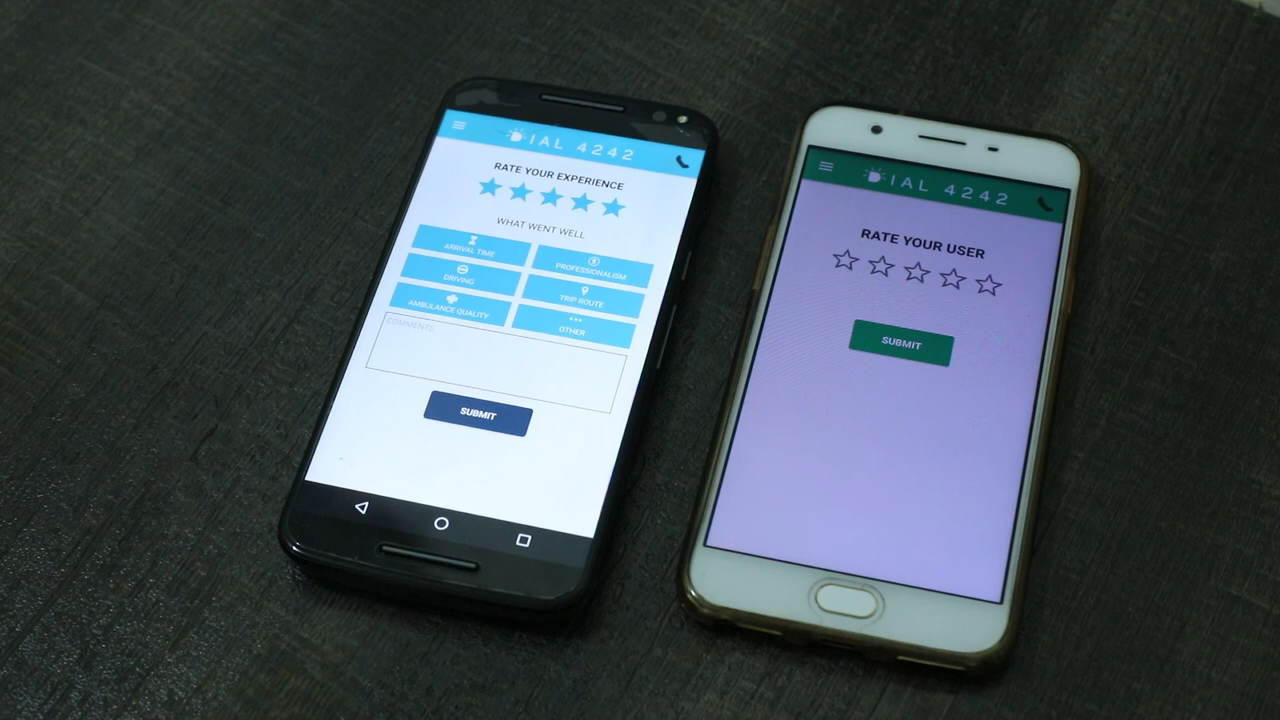 DIAL 4242
RATE YOUR EXPERIENCE
WHAT WENT WELL
ARRIVAL TIME
PROFESSIONALISM
DRIVING
TRIP ROUTE
AMBULANCE QUALITY
OTHER
COMMENTS
SUBMIT
DIAL 4242
RATE YOUR USER
SUBMIT